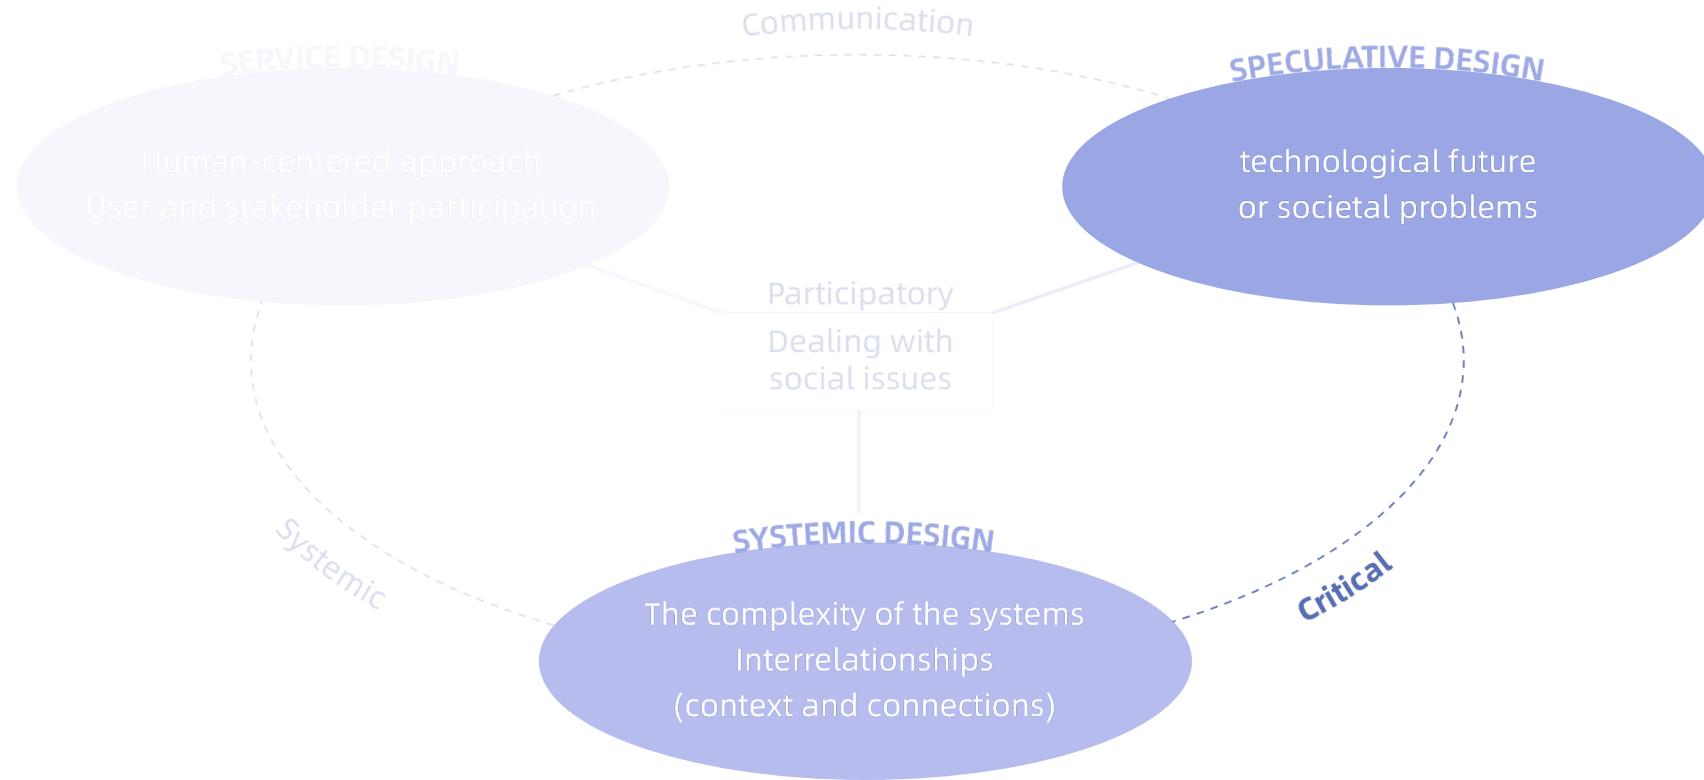 Communication
SERVICE DESIGN
Human-centered approach
User and stakeholder participation
SPECULATIVE DESIGN
technological future
or societal problems
Participatory
Dealing with
social issues
Systemic
SYSTEMIC DESIGN
The complexity of the systems
Interrelationships
(context and connections)
Critical